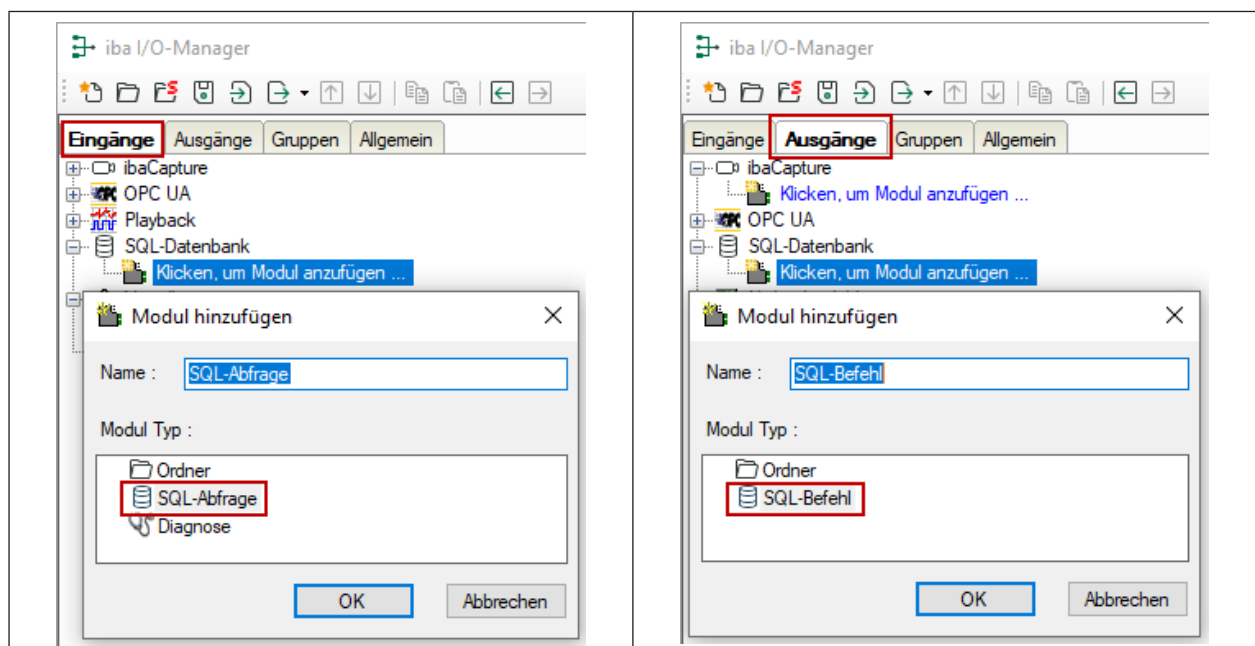 iba I/O-Manager
Eingänge Ausgänge Gruppen Allgemein
ibaCapture
OPC UA
Playback
SQL-Datenbank
Klicken, um Modul anzufügen ...
Modul hinzufügen
Name : SQL-Abfrage
Modul Typ :
Ordner
SQL-Abfrage
Diagnose
OK Abbrechen
iba I/O-Manager
Eingänge Ausgänge Gruppen Allgemein
ibaCapture
Klicken, um Modul anzufügen ...
OPC UA
SQL-Datenbank
Klicken, um Modul anzufügen ...
Modul hinzufügen
Name : SQL-Befehl
Modul Typ :
Ordner
SQL-Befehl
OK Abbrechen